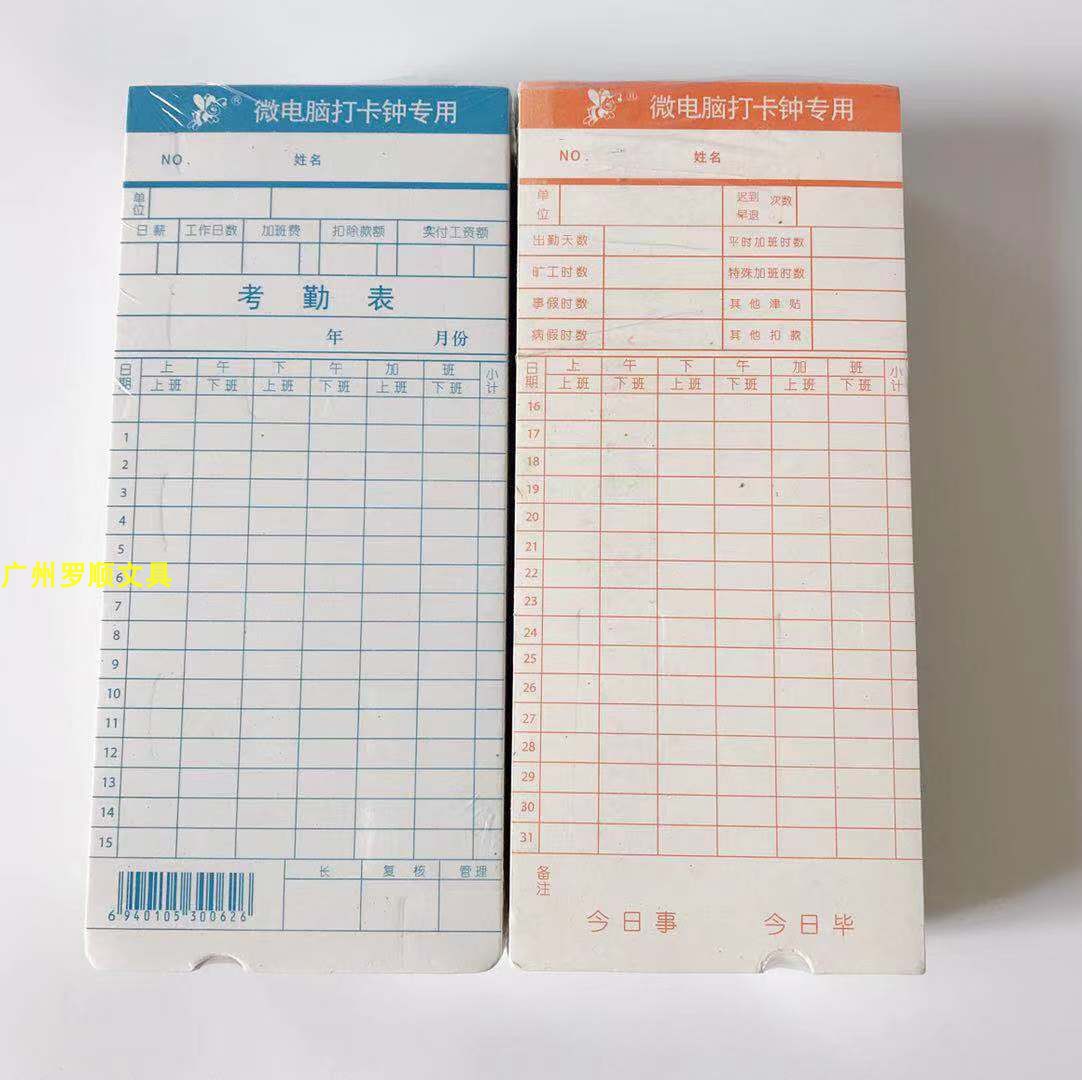 ® 微电脑打卡钟专用
NO. 姓名
单位
日薪 工作日数 加班费 扣除款额 实付工资额
考勤表
年 月份
日期 上午 下午 加班 小计
上班 下班 上班 下班 上班 下班
1
2
3
4
5
6
7
8
9
10
11
12
13
14
15
长 复核 管理
6 940105 300626
® 微电脑打卡钟专用
NO. 姓名
单位 迟到早退 次数
出勤天数 平时加班时数
旷工时数 特殊加班时数
事假时数 其他津贴
病假时数 其他扣款
日期 上午 下午 加班 小计
上班 下班 上班 下班 上班 下班
16
17
18
19
20
21
22
23
24
25
26
27
28
29
30
31
备注
今日事 今日毕
广州罗顺文具